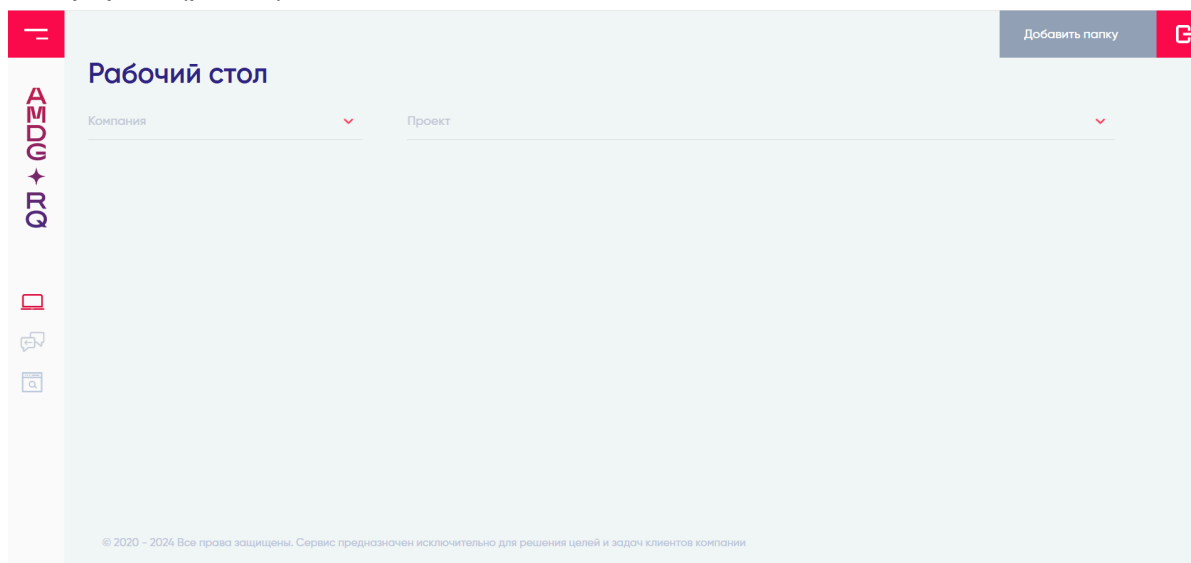 Добавить папку
Рабочий стол
AMDG RQ
Компания
Проект
© 2020 - 2024 Все права защищены. Сервис предназначен исключительно для решения целей и задач клиентов компании